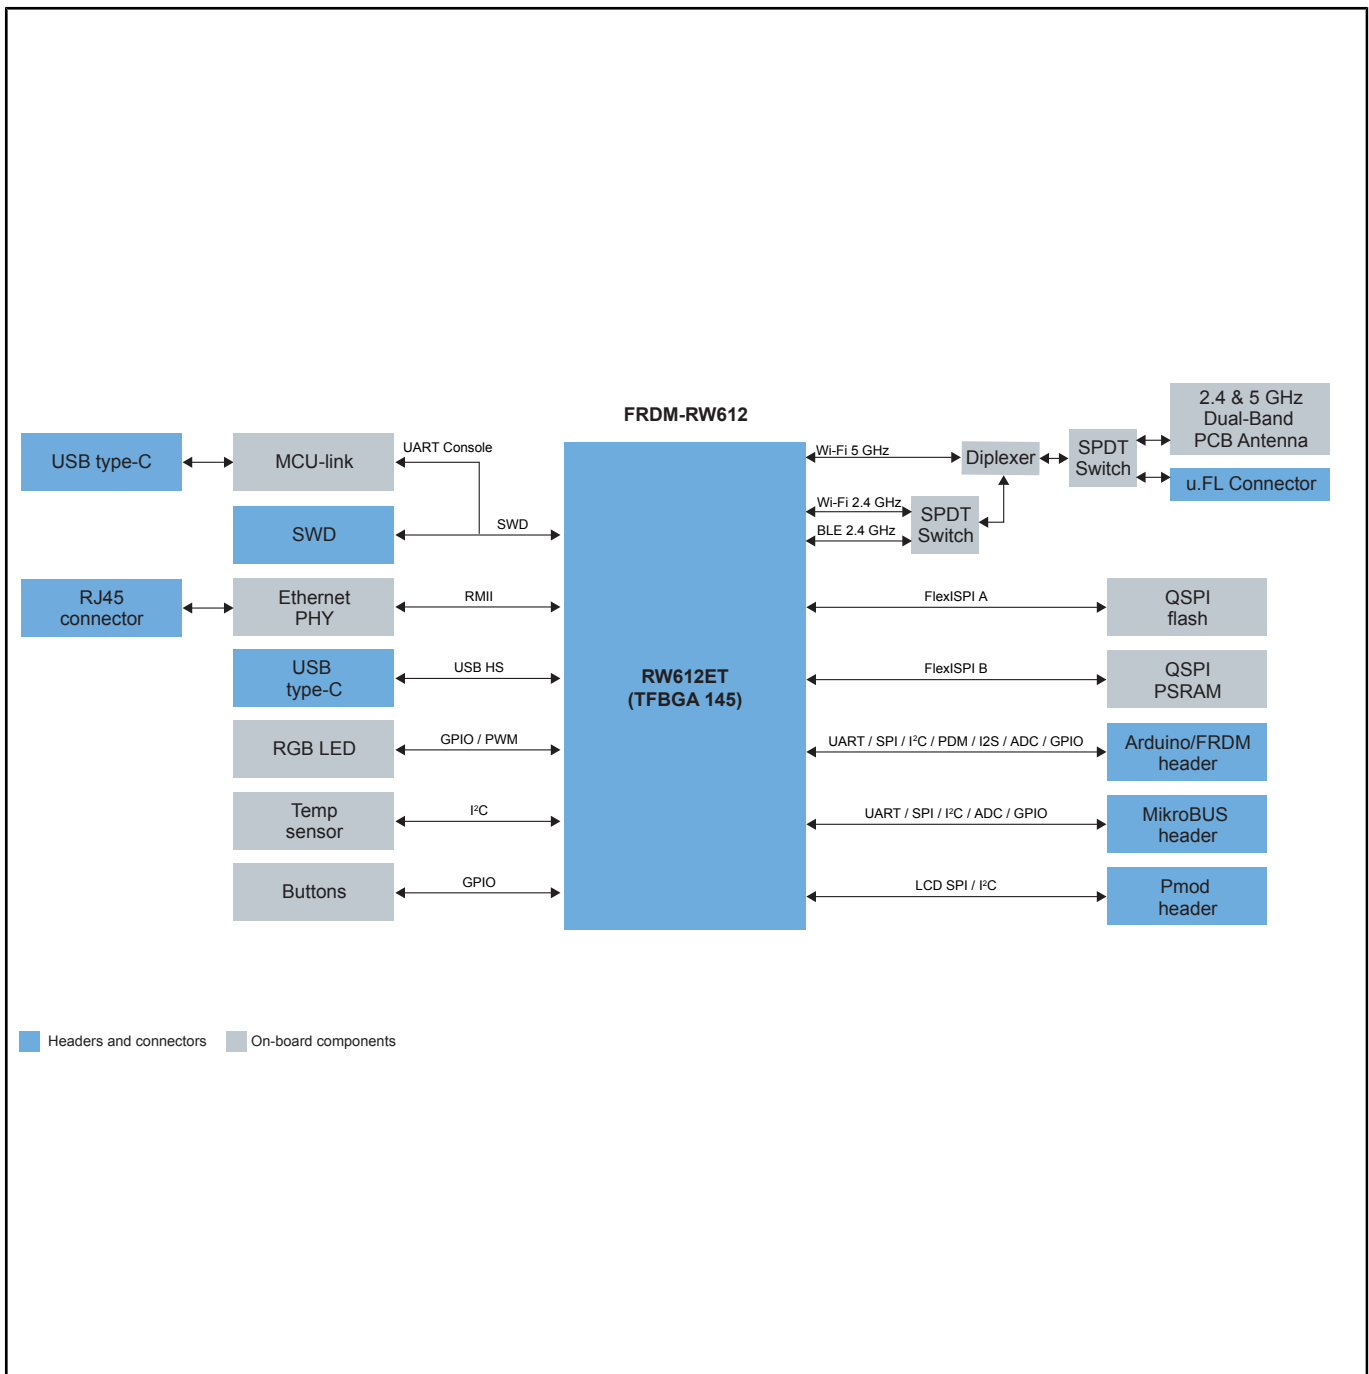 FRDM-RW612
USB type-C
MCU-link
UART Console
SWD
SWD
RJ45
connector
Ethernet
PHY
RMII
USB
type-C
USB HS
RGB LED
GPIO / PWM
Temp
sensor
I²C
Buttons
GPIO
RW612ET
(TFBGA 145)
Wi-Fi 5 GHz
Diplexer
SPDT
Switch
2.4 & 5 GHz
Dual-Band
PCB Antenna
u.FL Connector
Wi-Fi 2.4 GHz
BLE 2.4 GHz
SPDT
Switch
FlexISPI A
QSPI
flash
FlexISPI B
QSPI
PSRAM
UART / SPI / I²C / PDM / I2S / ADC / GPIO
Arduino/FRDM
header
UART / SPI / I²C / ADC / GPIO
MikroBUS
header
LCD SPI / I²C
Pmod
header
Headers and connectors
On-board components